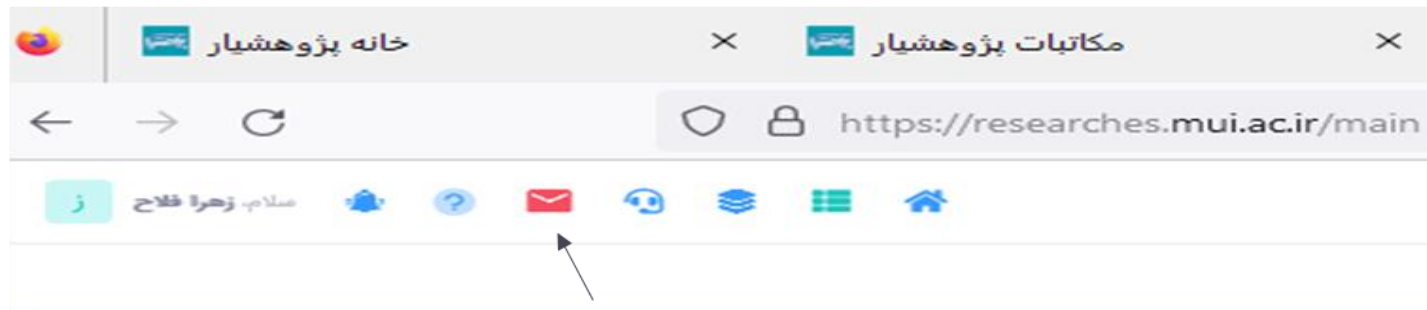 خانه پژوهشیار
مکاتبات پژوهشیار
https://researches.mui.ac.ir/main
سلام، زهرا فلاح
ز